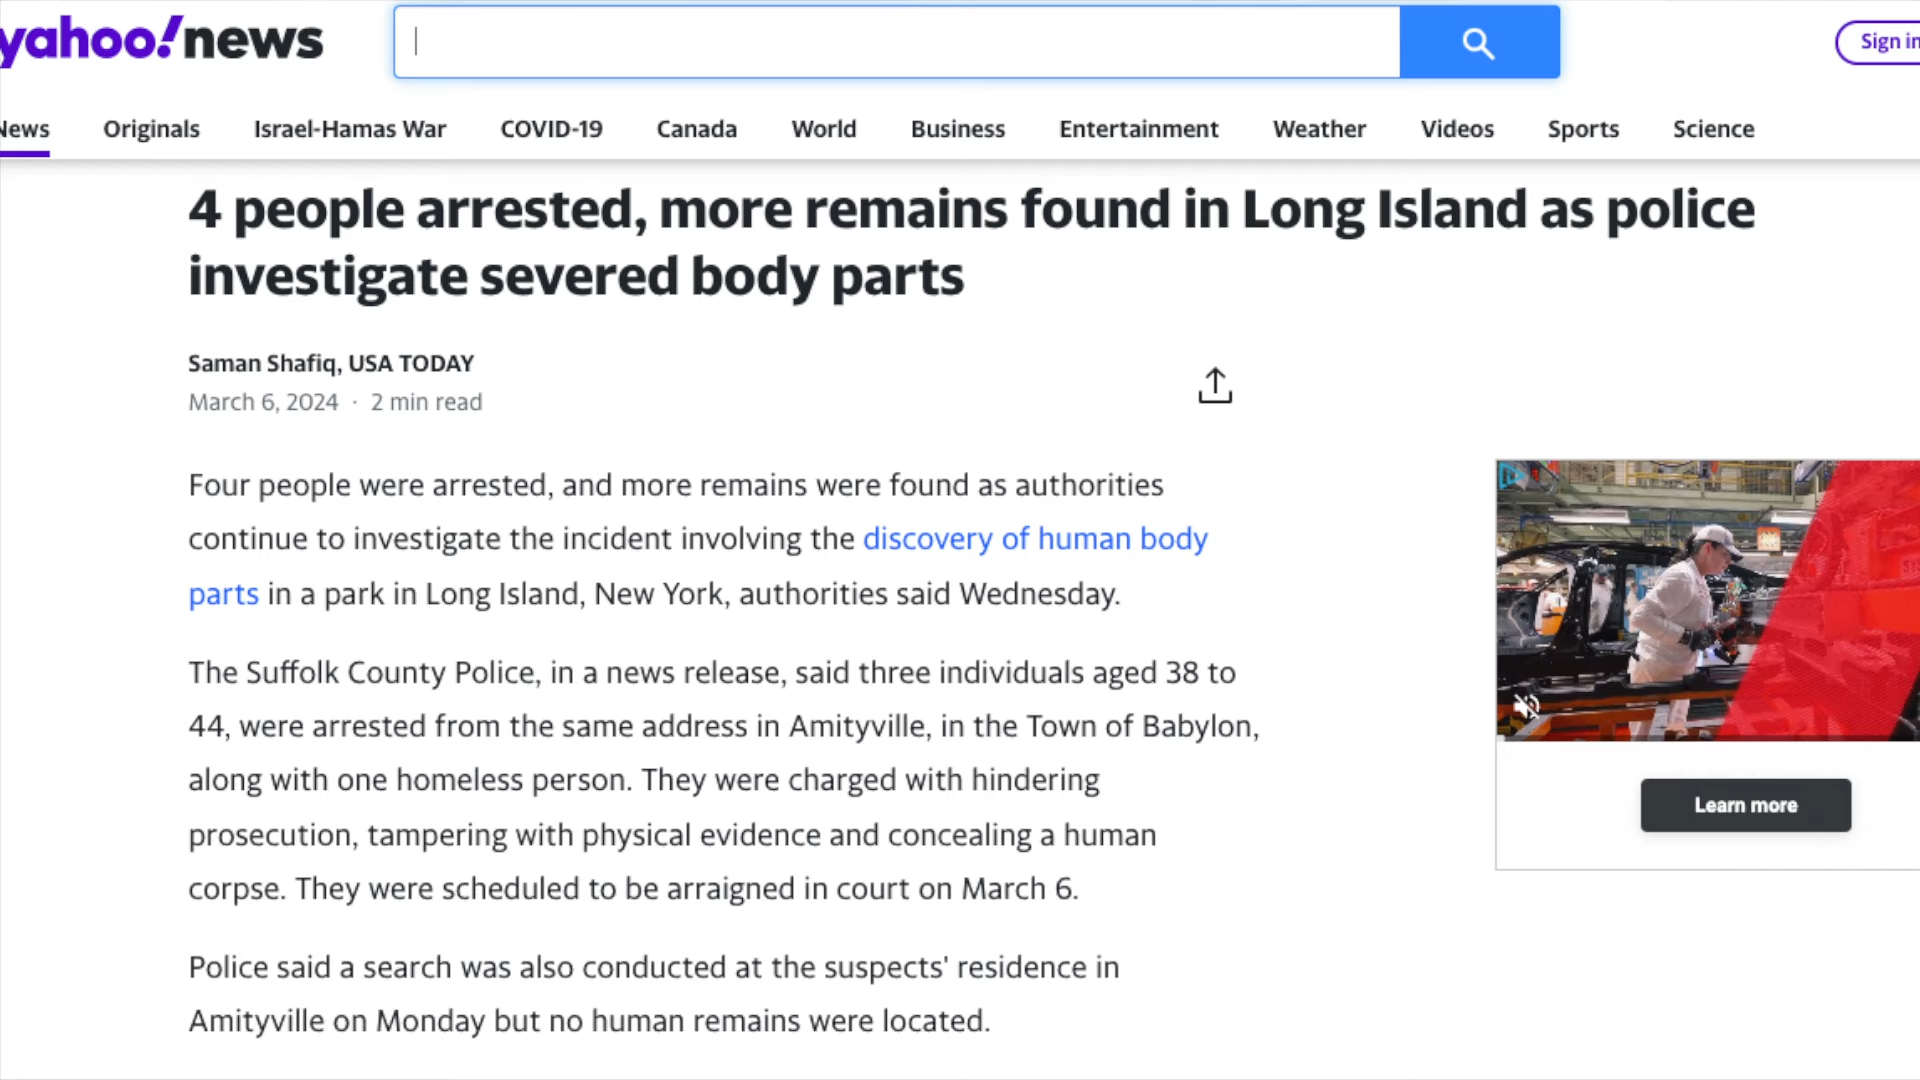 yahoo!news
Sign in
News Originals Israel-Hamas War COVID-19 Canada World Business Entertainment Weather Videos Sports Science
4 people arrested, more remains found in Long Island as police
investigate severed body parts
Saman Shafiq, USA TODAY
March 6, 2024 · 2 min read
Four people were arrested, and more remains were found as authorities
continue to investigate the incident involving the discovery of human body
parts in a park in Long Island, New York, authorities said Wednesday.
The Suffolk County Police, in a news release, said three individuals aged 38 to
44, were arrested from the same address in Amityville, in the Town of Babylon,
along with one homeless person. They were charged with hindering
prosecution, tampering with physical evidence and concealing a human
corpse. They were scheduled to be arraigned in court on March 6.
Learn more
Police said a search was also conducted at the suspects' residence in
Amityville on Monday but no human remains were located.